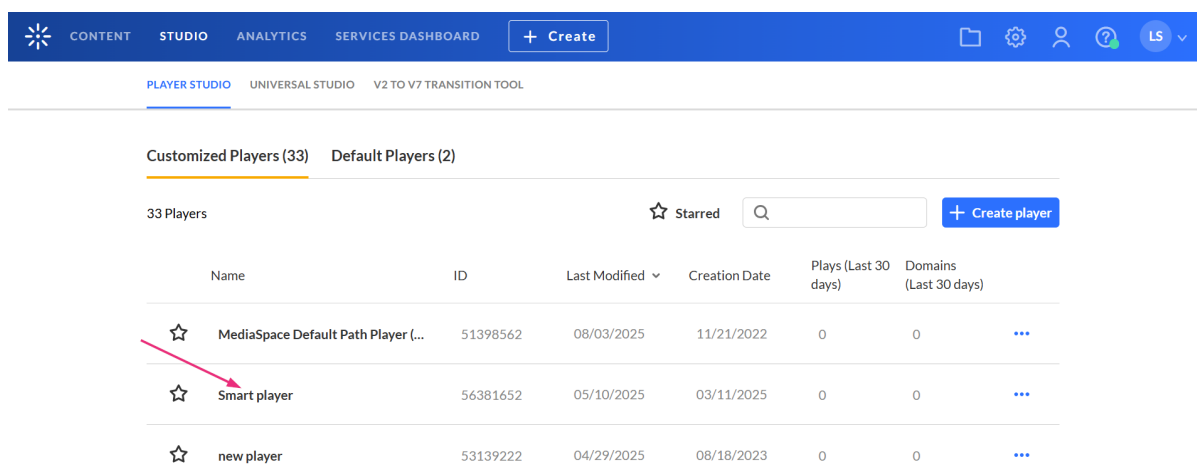 CONTENT STUDIO ANALYTICS SERVICES DASHBOARD + Create LS
PLAYER STUDIO UNIVERSAL STUDIO V2 TO V7 TRANSITION TOOL
Customized Players (33) Default Players (2)
33 Players Starred + Create player
Name ID Last Modified Creation Date Plays (Last 30 days) Domains (Last 30 days)
MediaSpace Default Path Player (... 51398562 08/03/2025 11/21/2022 0 0
Smart player 56381652 05/10/2025 03/11/2025 0 0
new player 53139222 04/29/2025 08/18/2023 0 0